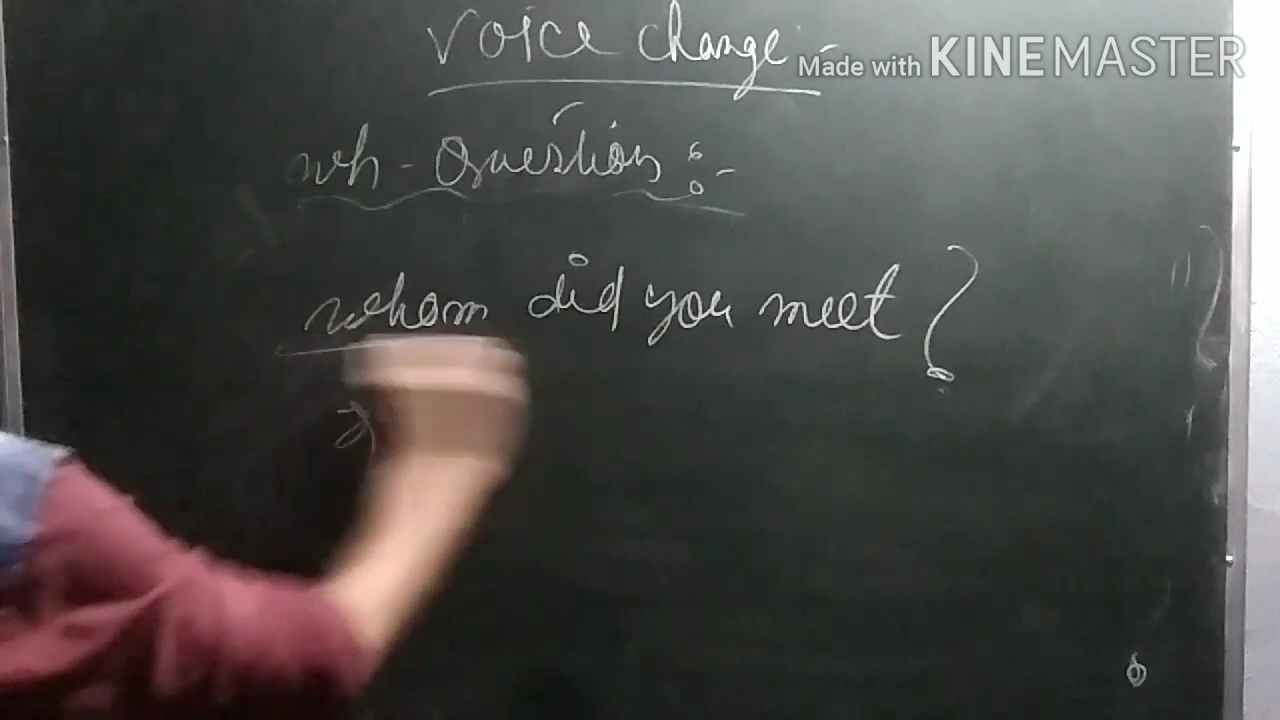 Voice change -
Made with KINEMASTER
wh - Question :-
whom did you meet ?